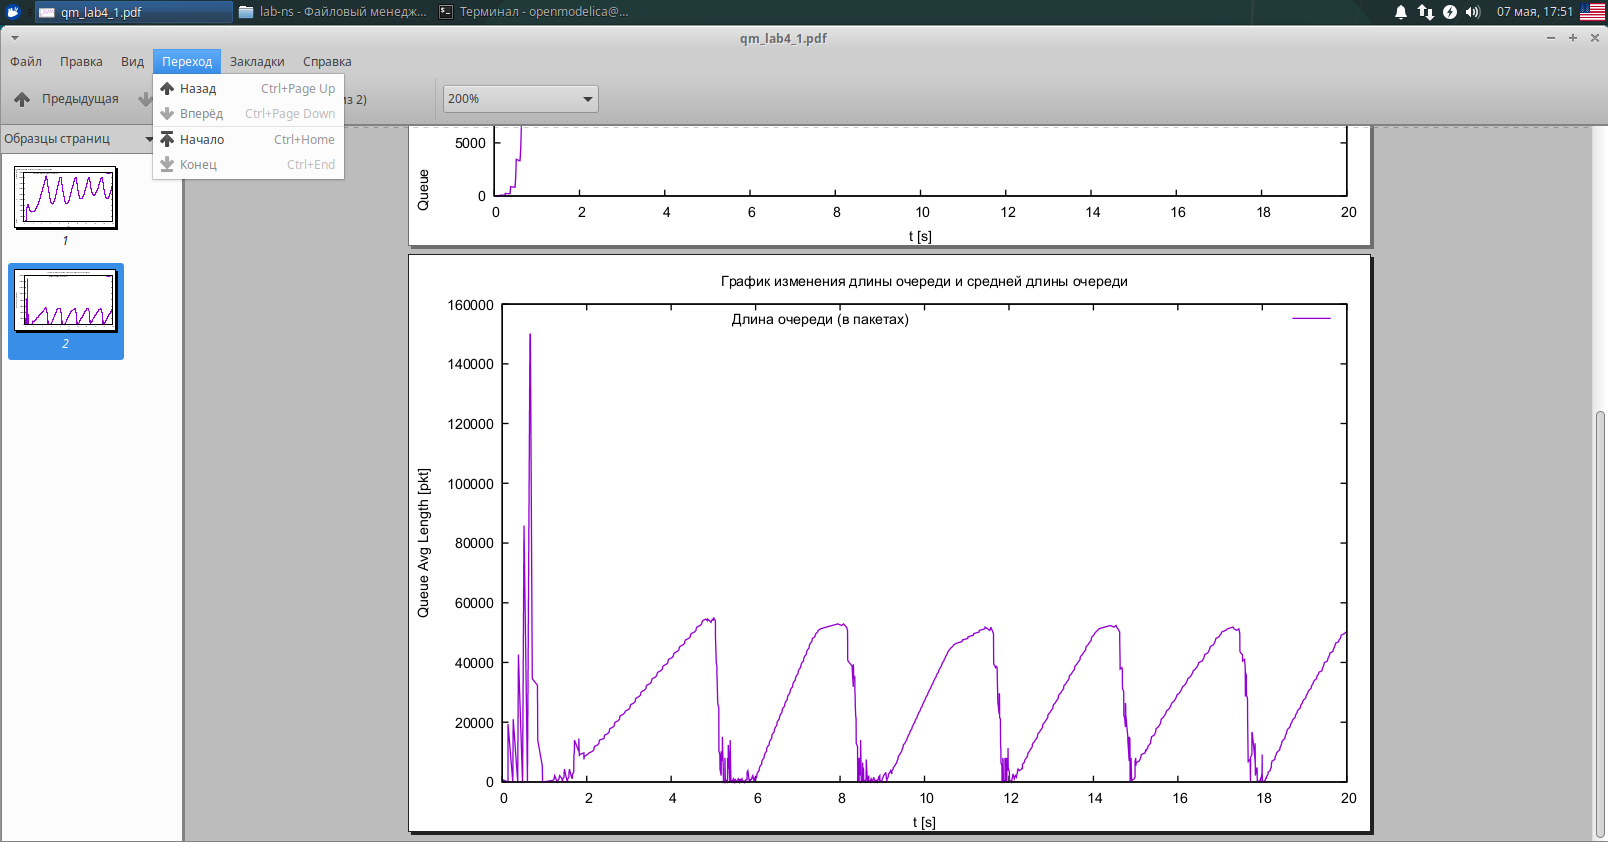 qm_lab4_1.pdf
lab-ns - Файловый менедж...
Терминал - openmodelica@...
07 мая, 17:51
qm_lab4_1.pdf
Файл Правка Вид Переход Закладки Справка
Предыдущая
из 2)
200%
Назад Ctrl+Page Up
Вперёд Ctrl+Page Down
Начало Ctrl+Home
Конец Ctrl+End
Образцы страниц
1
2
5000
0
Queue
0 2 4 6 8 10 12 14 16 18 20
t [s]
График изменения длины очереди и средней длины очереди
Длина очереди (в пакетах)
160000
140000
120000
100000
80000
60000
40000
20000
0
Queue Avg Length [pkt]
0 2 4 6 8 10 12 14 16 18 20
t [s]